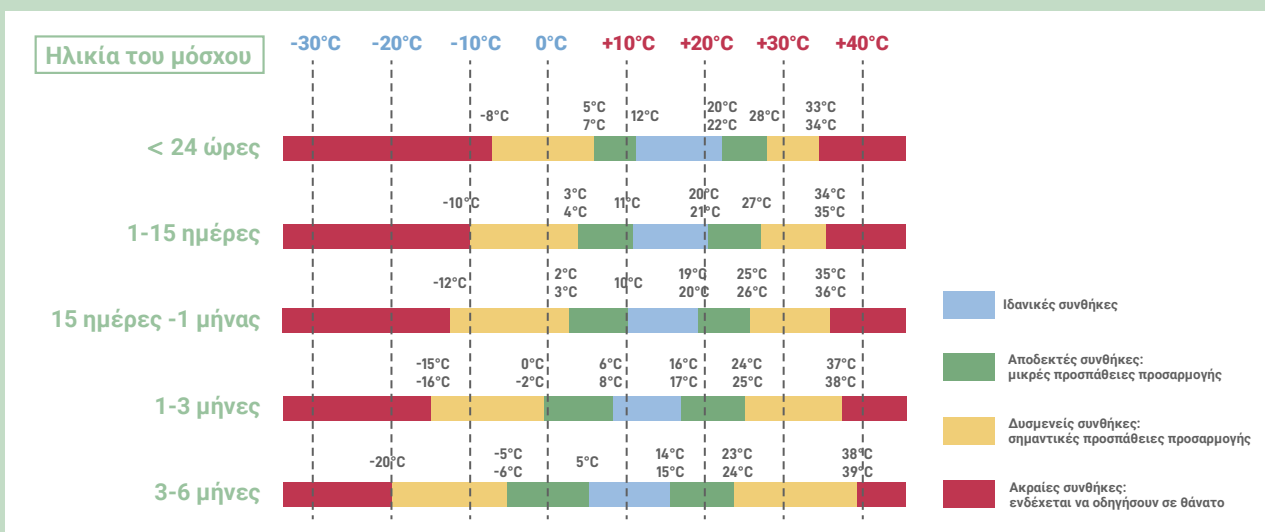 Ηλικία του μόσχου
-30°C -20°C -10°C 0°C +10°C +20°C +30°C +40°C
-8°C 5°C 12°C 20°C 28°C 33°C
7°C 22°C 34°C
< 24 ώρες
-10°C 3°C 11°C 20°C 27°C 34°C
4°C 21°C 35°C
1-15 ημέρες
-12°C 2°C 10°C 19°C 25°C 35°C
3°C 20°C 26°C 36°C
15 ημέρες -1 μήνας
-15°C 0°C 6°C 16°C 24°C 37°C
-16°C -2°C 8°C 17°C 25°C 38°C
1-3 μήνες
-20°C -5°C 5°C 14°C 23°C 38°C
-6°C 15°C 24°C 39°C
3-6 μήνες
Ιδανικές συνθήκες
Αποδεκτές συνθήκες:
μικρές προσπάθειες προσαρμογής
Δυσμενείς συνθήκες:
σημαντικές προσπάθειες προσαρμογής
Ακραίες συνθήκες:
ενδέχεται να οδηγήσουν σε θάνατο